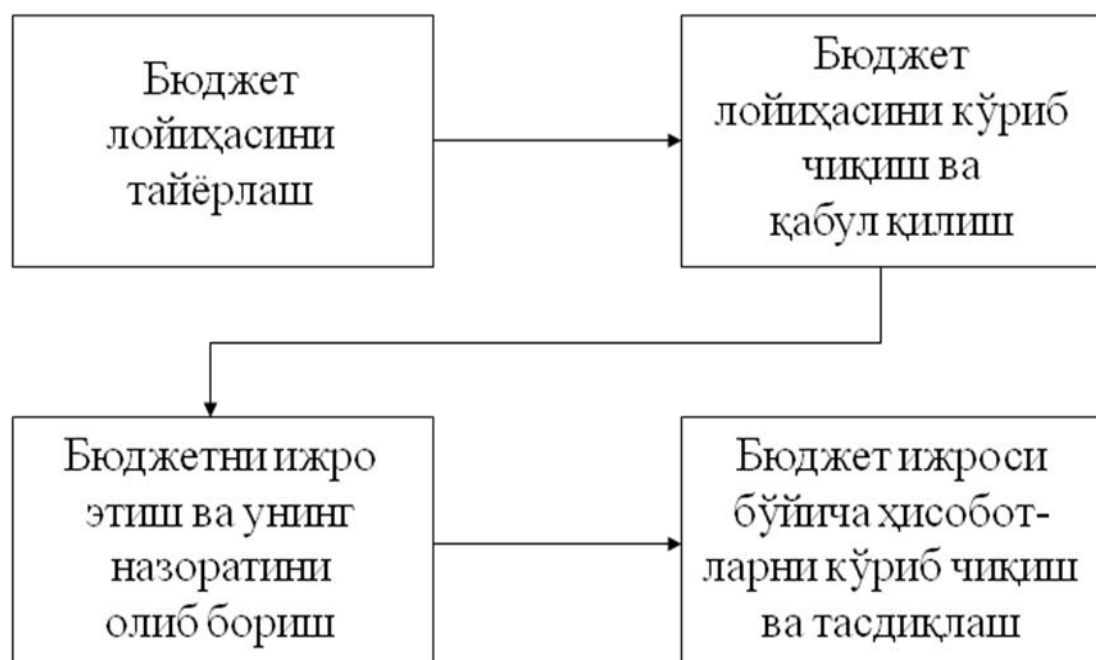 Бюджет
лойиҳасини
тайёрлаш
Бюджет
лойиҳасини кўриб
чиқиш ва
қабул қилиш
Бюджетни ижро
этиш ва унинг
назоратини
олиб бориш
Бюджет ижроси
бўйича ҳисобот-
ларни кўриб чиқиш
ва тасдиқлаш